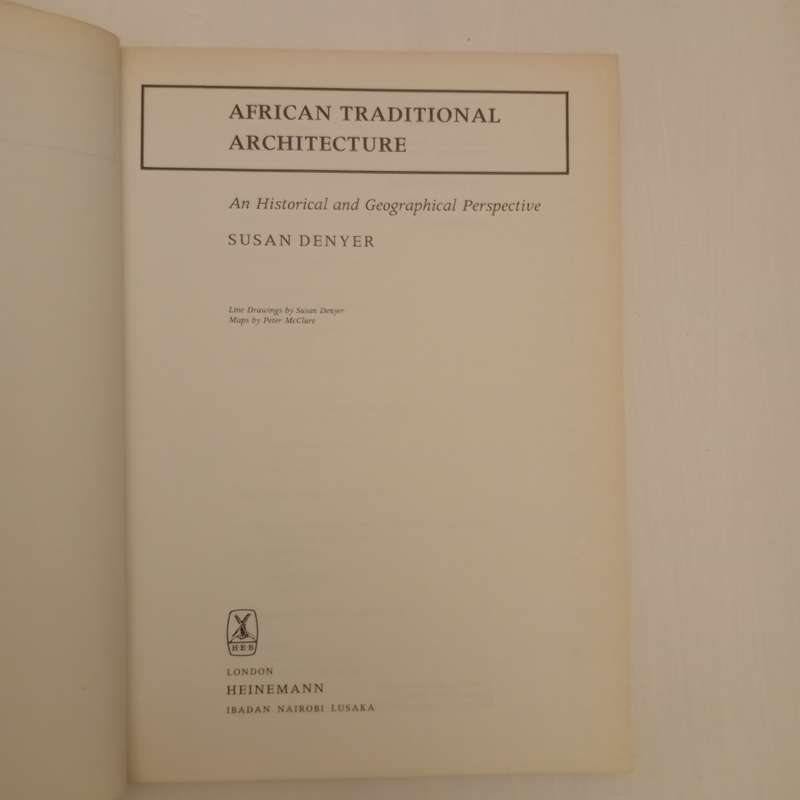 AFRICAN TRADITIONAL
ARCHITECTURE
An Historical and Geographical Perspective
SUSAN DENYER
Line Drawings by Susan Denyer
Maps by Peter McClure
HEB
LONDON
HEINEMANN
IBADAN NAIROBI LUSAKA